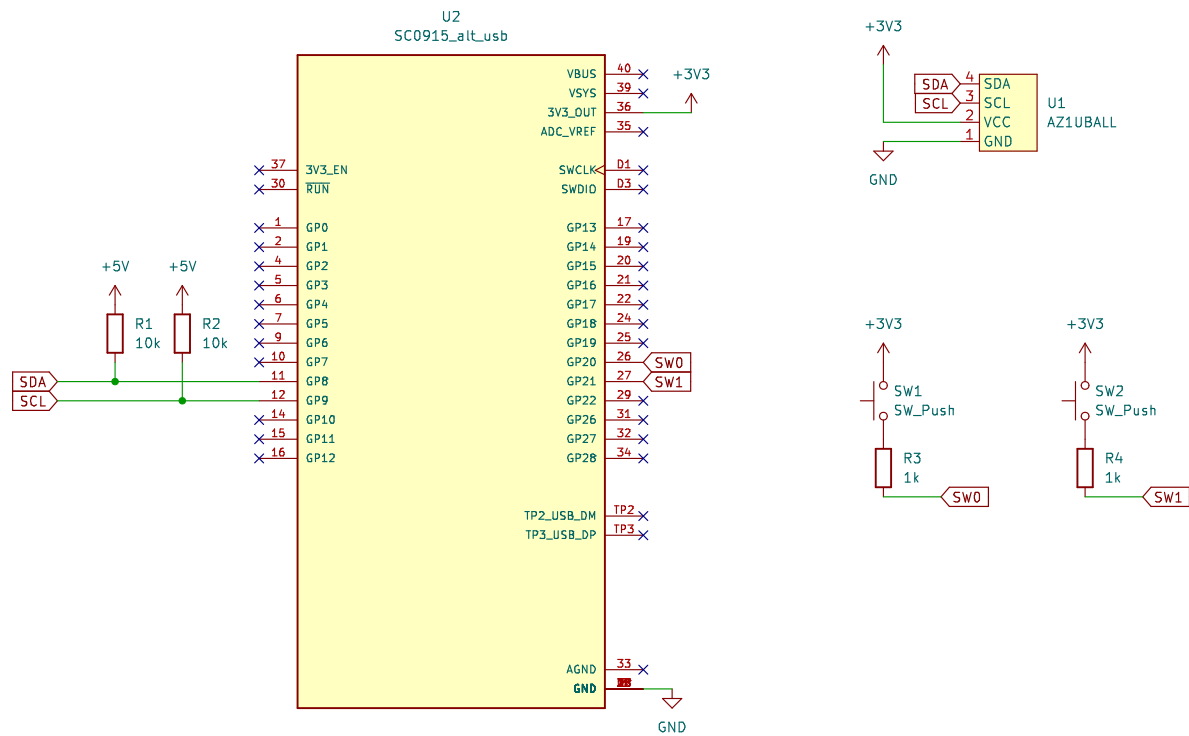 U2
SC0915_alt_usb
VBUS 40
VSYS 39
3V3_OUT 36
+3V3
ADC_VREF 35
37 3V3_EN
SWCLK D1
30 RUN
SWDIO D3
1 GP0
GP13 17
2 GP1
GP14 19
4 GP2
GP15 20
5 GP3
GP16 21
6 GP4
GP17 22
7 GP5
GP18 24
9 GP6
GP19 25
10 GP7
GP20 26 SW0
11 GP8
GP21 27 SW1
12 GP9
GP22 29
14 GP10
GP26 31
15 GP11
GP27 32
16 GP12
GP28 34
TP2_USB_DM TP2
TP3_USB_DP TP3
AGND 33
GND
GND
+5V
+5V
R1
10k
R2
10k
SDA
SCL
+3V3
SDA 4 SDA
SCL 3 SCL
2 VCC
1 GND
U1
AZ1UBALL
GND
+3V3
SW1
SW_Push
R3
1k
SW0
+3V3
SW2
SW_Push
R4
1k
SW1